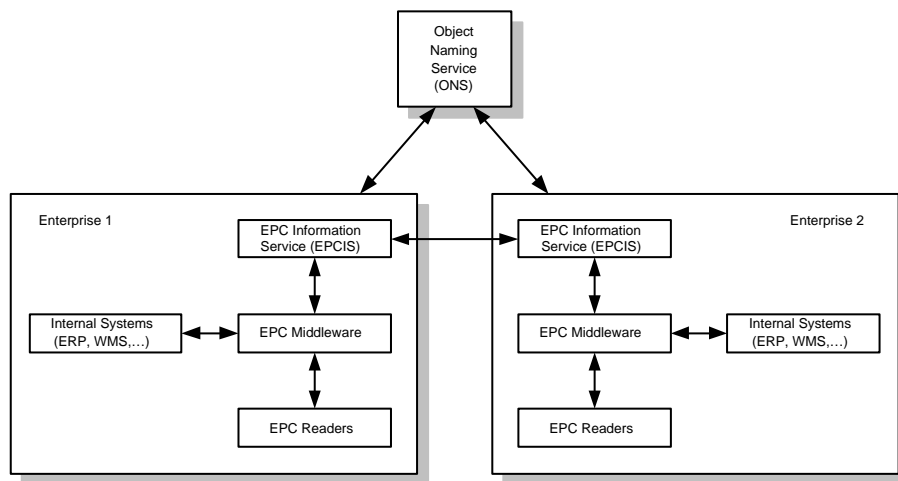 Object
Naming
Service
(ONS)
Enterprise 1
EPC Information
Service (EPCIS)
Internal Systems
(ERP, WMS,...)
EPC Middleware
EPC Readers
Enterprise 2
EPC Information
Service (EPCIS)
EPC Middleware
Internal Systems
(ERP, WMS,...)
EPC Readers